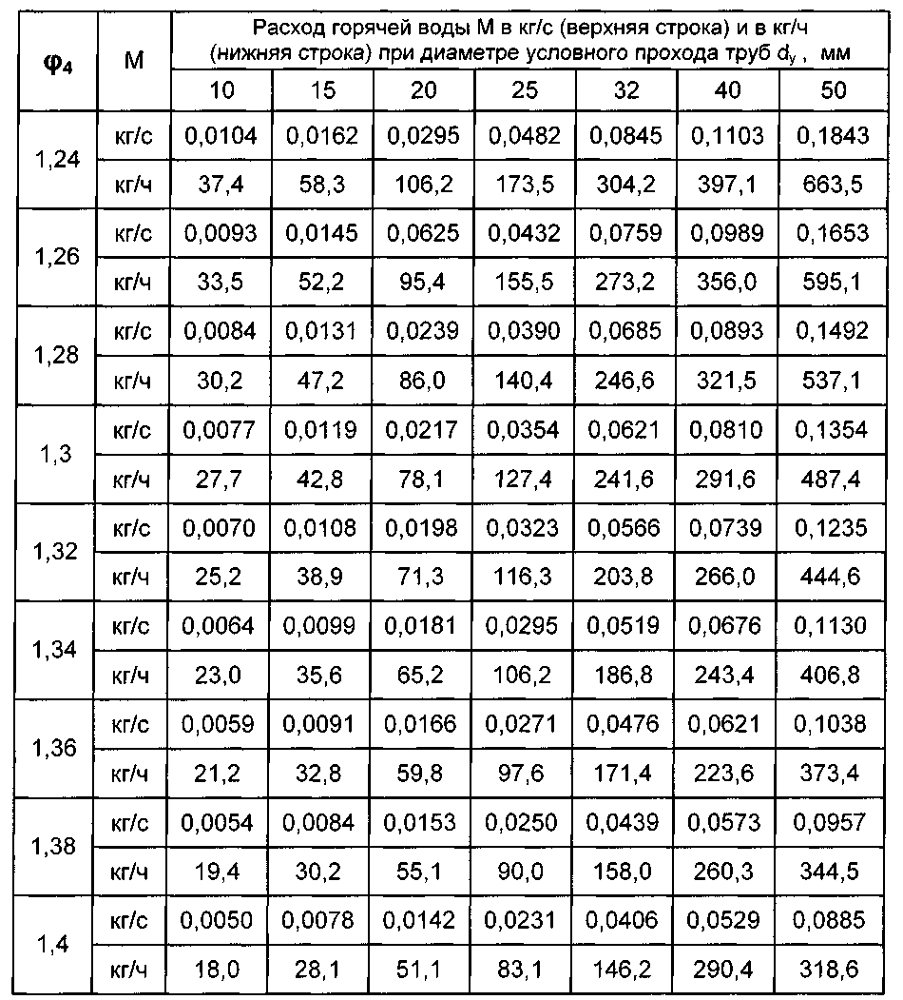 φ4 М Расход горячей воды М в кг/с (верхняя строка) и в кг/ч
(нижняя строка) при диаметре условного прохода труб dу , мм
10 15 20 25 32 40 50
1,24 кг/с 0,0104 0,0162 0,0295 0,0482 0,0845 0,1103 0,1843
кг/ч 37,4 58,3 106,2 173,5 304,2 397,1 663,5
1,26 кг/с 0,0093 0,0145 0,0625 0,0432 0,0759 0,0989 0,1653
кг/ч 33,5 52,2 95,4 155,5 273,2 356,0 595,1
1,28 кг/с 0,0084 0,0131 0,0239 0,0390 0,0685 0,0893 0,1492
кг/ч 30,2 47,2 86,0 140,4 246,6 321,5 537,1
1,3 кг/с 0,0077 0,0119 0,0217 0,0354 0,0621 0,0810 0,1354
кг/ч 27,7 42,8 78,1 127,4 241,6 291,6 487,4
1,32 кг/с 0,0070 0,0108 0,0198 0,0323 0,0566 0,0739 0,1235
кг/ч 25,2 38,9 71,3 116,3 203,8 266,0 444,6
1,34 кг/с 0,0064 0,0099 0,0181 0,0295 0,0519 0,0676 0,1130
кг/ч 23,0 35,6 65,2 106,2 186,8 243,4 406,8
1,36 кг/с 0,0059 0,0091 0,0166 0,0271 0,0476 0,0621 0,1038
кг/ч 21,2 32,8 59,8 97,6 171,4 223,6 373,4
1,38 кг/с 0,0054 0,0084 0,0153 0,0250 0,0439 0,0573 0,0957
кг/ч 19,4 30,2 55,1 90,0 158,0 260,3 344,5
1,4 кг/с 0,0050 0,0078 0,0142 0,0231 0,0406 0,0529 0,0885
кг/ч 18,0 28,1 51,1 83,1 146,2 290,4 318,6